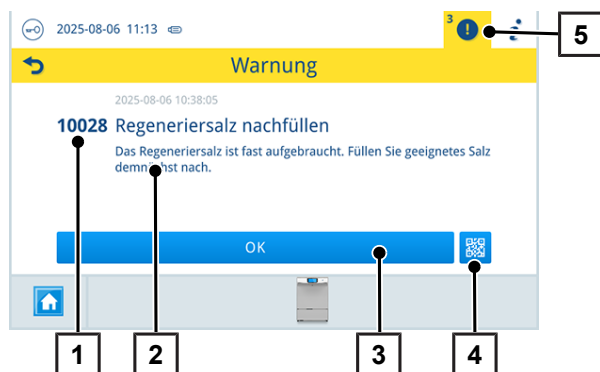 2025-08-06 11:13
3
5
Warnung
2025-08-06 10:38:05
10028 Regeneriersalz nachfüllen
Das Regeneriersalz ist fast aufgebraucht. Füllen Sie geeignetes Salz
demnächst nach.
OK
1
2
3
4